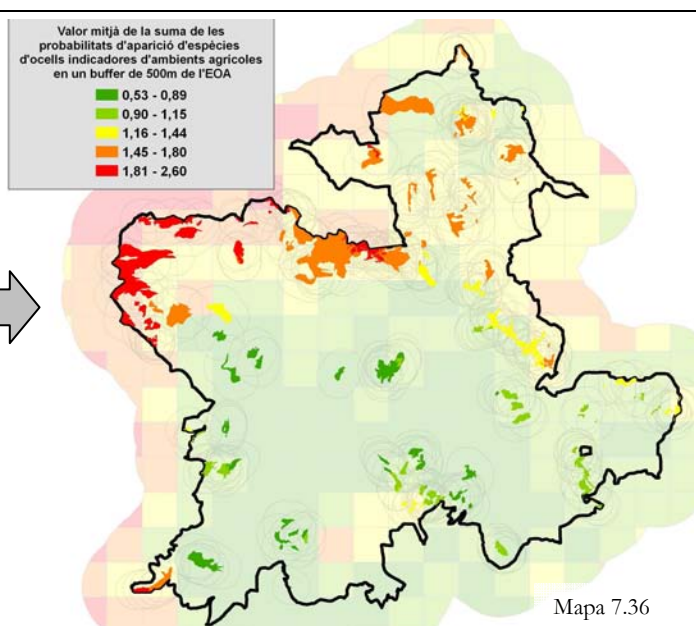 Valor mitjà de la suma de les
probabilitats d'aparició d'espècies
d'ocells indicadores d'ambients agrícoles
en un buffer de 500m de l'EOA
0,53 - 0,89
0,90 - 1,15
1,16 - 1,44
1,45 - 1,80
1,81 - 2,60
Mapa 7.36